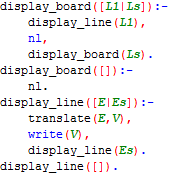 display_board([L1|Ls]):-
display_line(L1),
nl,
display_board(Ls).
display_board([]):-
nl.
display_line([E|Es]):-
translate(E,V),
write(V),
display_line(Es).
display_line([]).